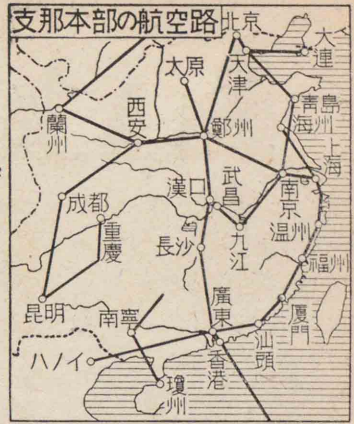 支那本部の航空路
北京
天津
大連
太原
青島
海州
蘭州
西安
鄭州
上海
南京
漢口
武昌
九江
成都
重慶
長沙
温州
福州
昆明
南寧
廣東
香港
汕頭
厦門
ハノイ
瓊州